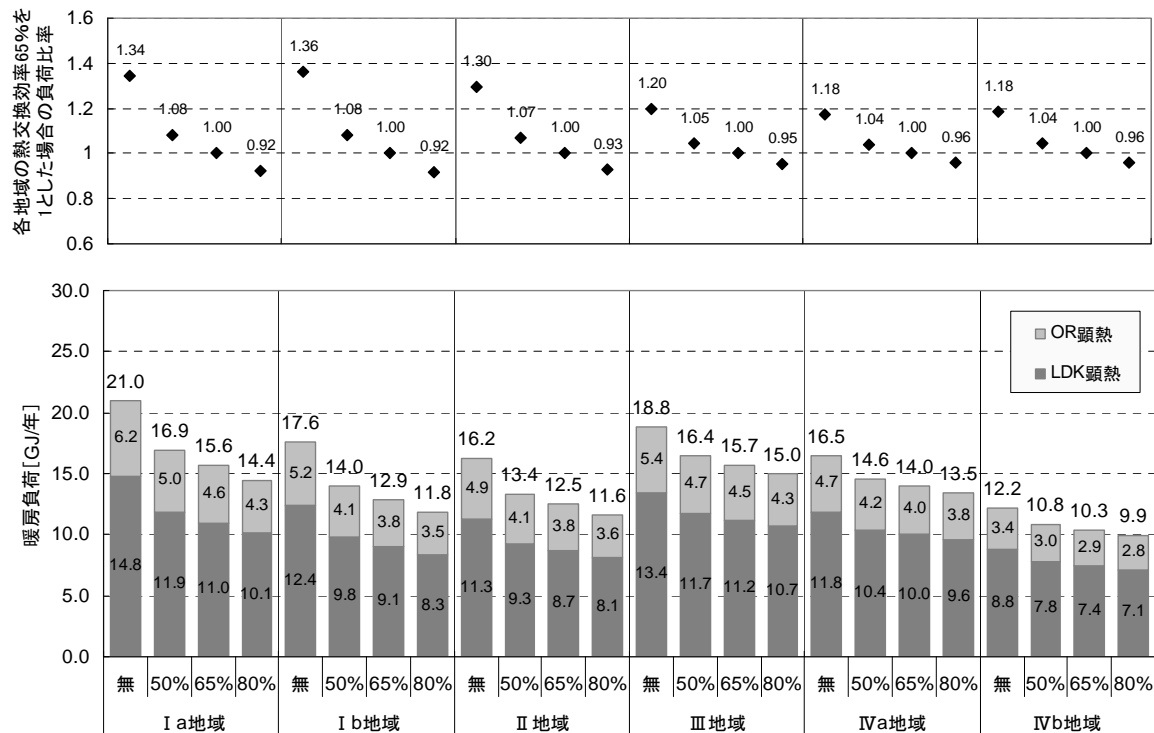 各地域の熱交換効率65%を
1とした場合の負荷比率
1.6
1.4
1.2
1
0.8
0.6
1.34
1.08
1.00
0.92
1.36
1.08
1.00
0.92
1.30
1.07
1.00
0.93
1.20
1.05
1.00
0.95
1.18
1.04
1.00
0.96
1.18
1.04
1.00
0.96
暖房負荷[GJ/年]
30.0
25.0
20.0
15.0
10.0
5.0
0.0
OR顕熱
LDK顕熱
21.0 16.9 15.6 14.4
6.2 5.0 4.6 4.3
14.8 11.9 11.0 10.1
17.6 14.0 12.9 11.8
5.2 4.1 3.8 3.5
12.4 9.8 9.1 8.3
16.2 13.4 12.5 11.6
4.9 4.1 3.8 3.6
11.3 9.3 8.7 8.1
18.8 16.4 15.7 15.0
5.4 4.7 4.5 4.3
13.4 11.7 11.2 10.7
16.5 14.6 14.0 13.5
4.7 4.2 4.0 3.8
11.8 10.4 10.0 9.6
12.2 10.8 10.3 9.9
3.4 3.0 2.9 2.8
8.8 7.8 7.4 7.1
無 50% 65% 80% 無 50% 65% 80% 無 50% 65% 80% 無 50% 65% 80% 無 50% 65% 80% 無 50% 65% 80%
Ⅰa地域 Ⅰb地域 Ⅱ地域 Ⅲ地域 Ⅳa地域 Ⅳb地域